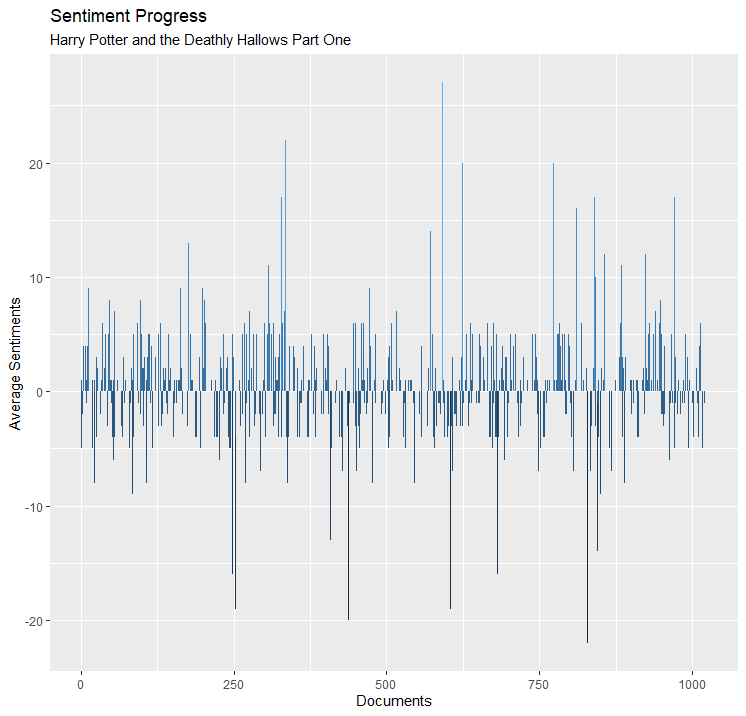 Sentiment Progress
Harry Potter and the Deathly Hallows Part One
Average Sentiments
20
10
0
-10
-20
0 250 500 750 1000
Documents